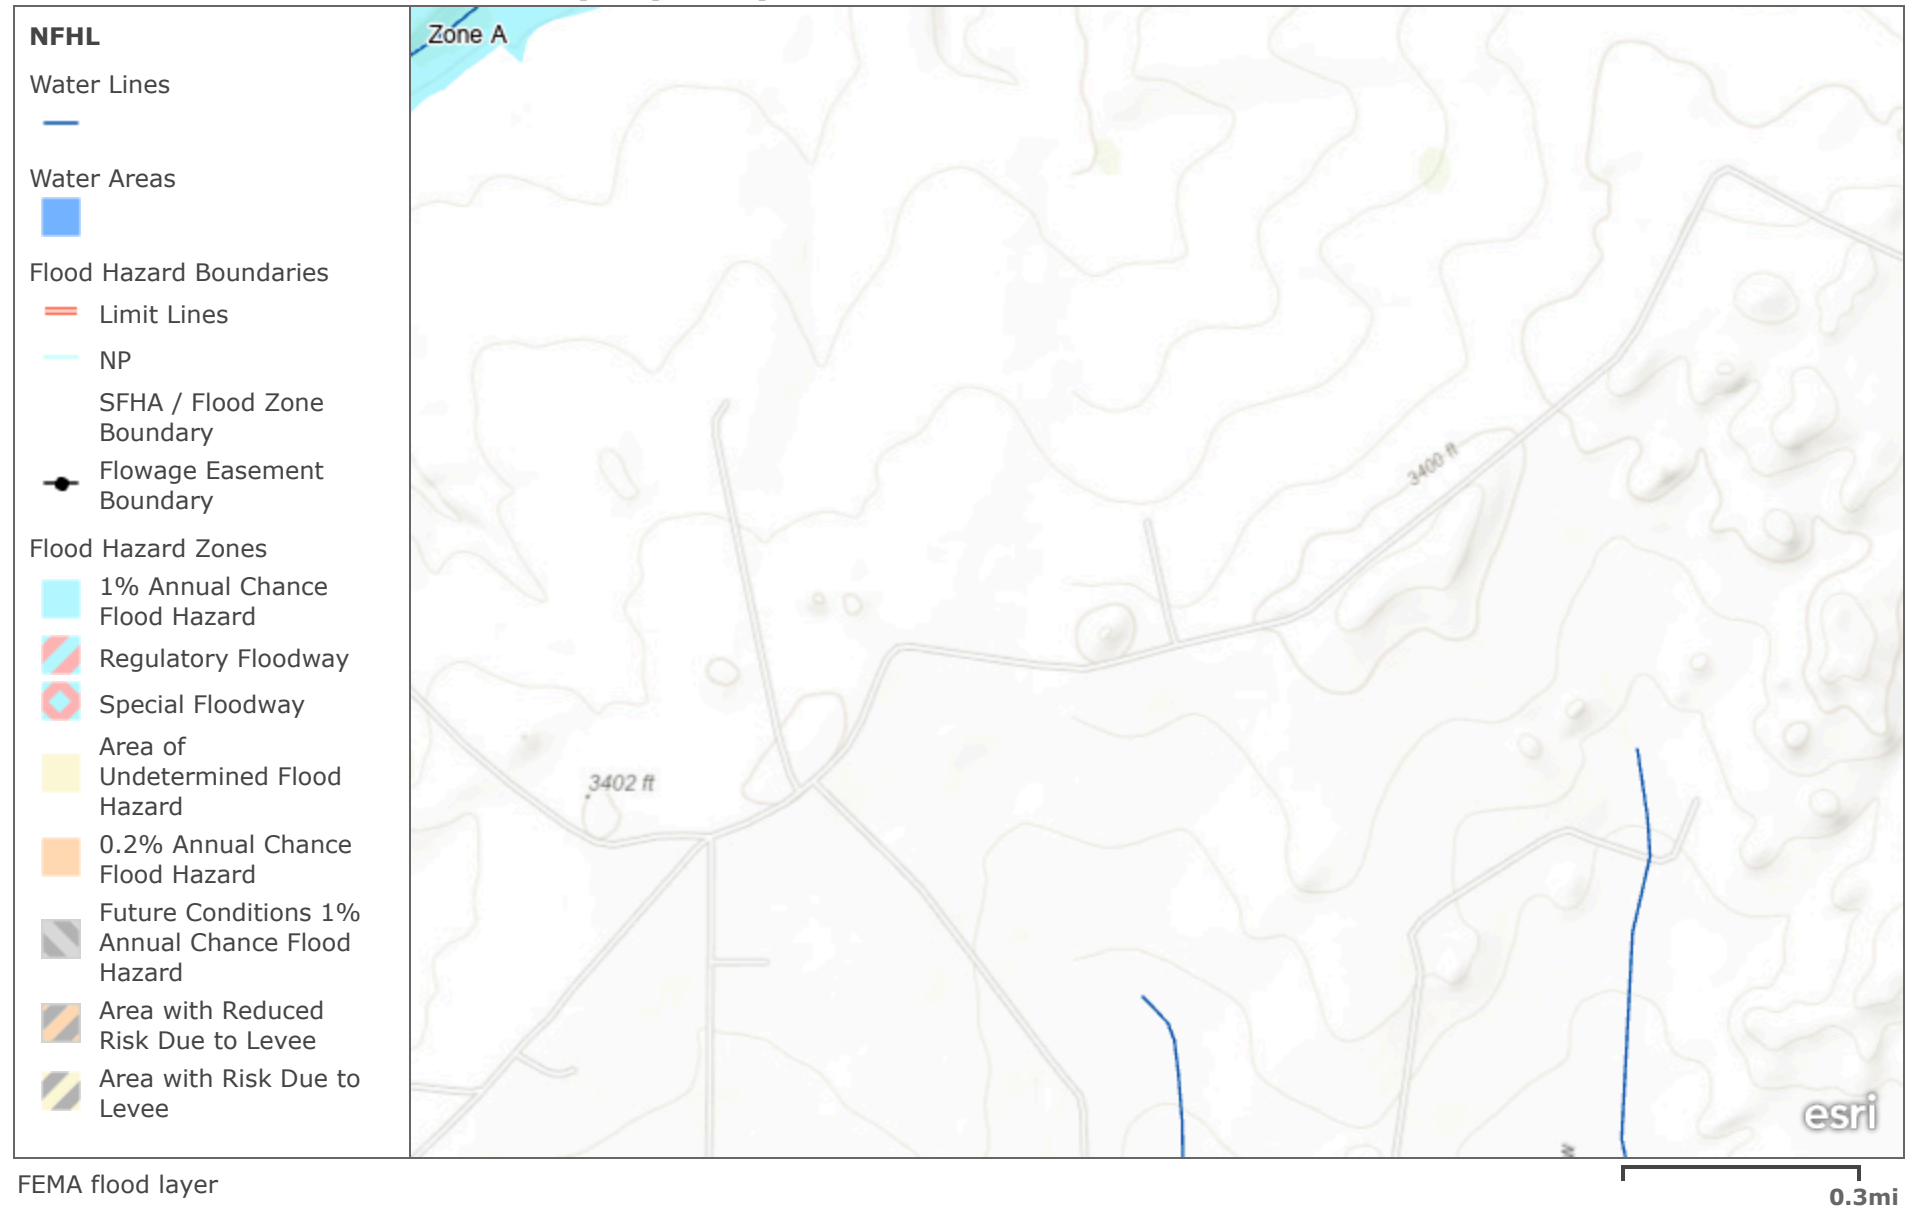 NFHL
Water Lines
Water Areas
Flood Hazard Boundaries
Limit Lines
NP
SFHA / Flood Zone
Boundary
Flowage Easement
Boundary
Flood Hazard Zones
1% Annual Chance
Flood Hazard
Regulatory Floodway
Special Floodway
Area of
Undetermined Flood
Hazard
0.2% Annual Chance
Flood Hazard
Future Conditions 1%
Annual Chance Flood
Hazard
Area with Reduced
Risk Due to Levee
Area with Risk Due to
Levee
Zone A
3400 ft
3402 ft
esri
FEMA flood layer
0.3mi